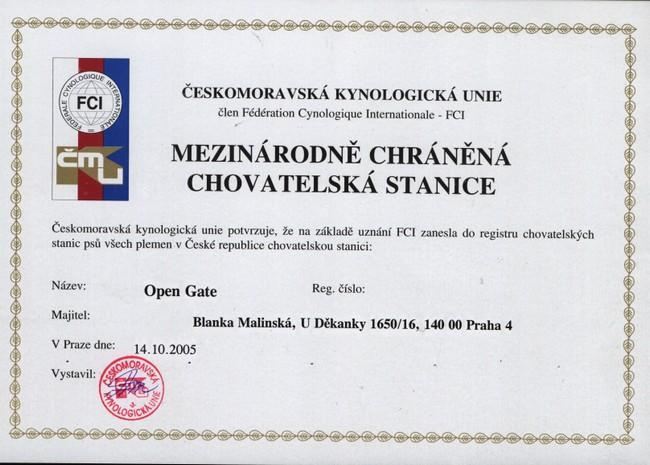 FÉDÉRALE CYNOLOGIQUE INTERNATIONALE
FCI
čmu
ČESKOMORAVSKÁ KYNOLOGICKÁ UNIE
člen Fédération Cynologique Internationale - FCI
MEZINÁRODNĚ CHRÁNĚNÁ
CHOVATELSKÁ STANICE
Českomoravská kynologická unie potvrzuje, že na základě uznání FCI zanesla do registru chovatelských
stanic psů všech plemen v České republice chovatelskou stanici:
Název: Open Gate Reg. číslo:
Majitel: Blanka Malinská, U Děkanky 1650/16, 140 00 Praha 4
V Praze dne: 14.10.2005
Vystavil:
ČESKOMORAVSKÁ
KYNOLOGICKÁ UNIE